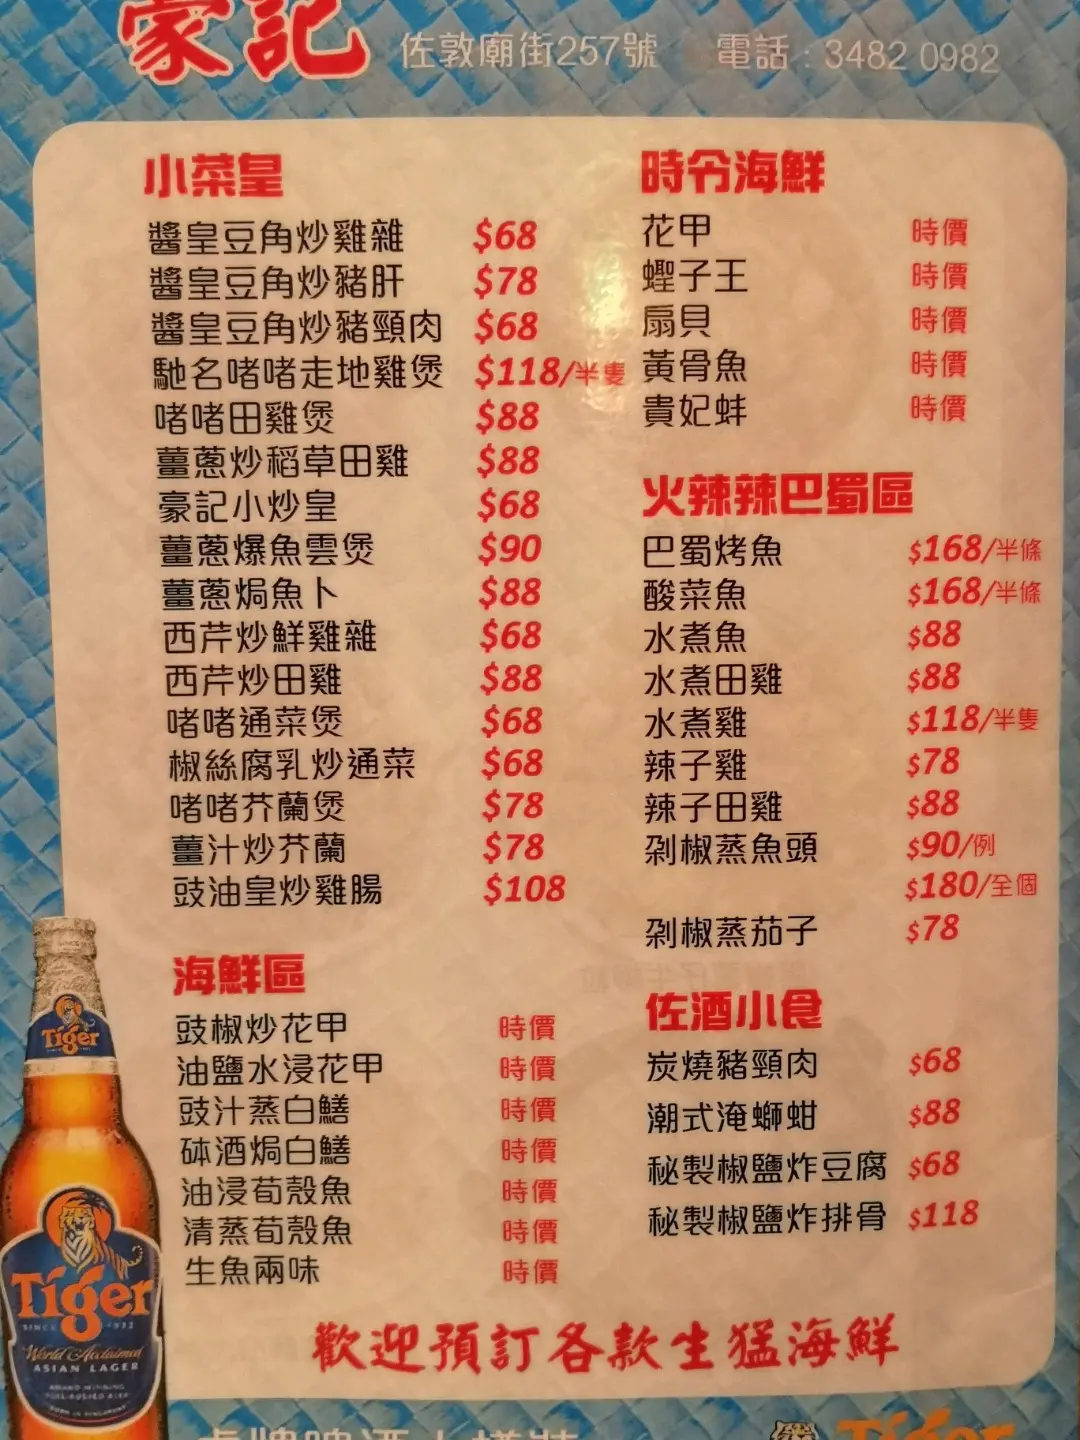 豪記 佐敦廟街257號 電話：3482 0982
小菜皇
醬皇豆角炒雞雜 $68
醬皇豆角炒豬肝 $78
醬皇豆角炒豬頸肉 $68
馳名啫啫走地雞煲 $118/半隻
啫啫田雞煲 $88
薑蔥炒稻草田雞 $88
豪記小炒皇 $68
薑蔥爆魚雲煲 $90
薑蔥焗魚卜 $88
西芹炒鮮雞雜 $68
西芹炒田雞 $88
啫啫通菜煲 $68
椒絲腐乳炒通菜 $68
啫啫芥蘭煲 $78
薑汁炒芥蘭 $78
豉油皇炒雞腸 $108
海鮮區
豉椒炒花甲 時價
油鹽水浸花甲 時價
豉汁蒸白鱔 時價
砵酒焗白鱔 時價
油浸荀殼魚 時價
清蒸荀殼魚 時價
生魚兩味 時價
時令海鮮
花甲 時價
蟶子王 時價
扇貝 時價
黃骨魚 時價
貴妃蚌 時價
火辣辣巴蜀區
巴蜀烤魚 $168/半條
酸菜魚 $168/半條
水煮魚 $88
水煮田雞 $88
水煮雞 $118/半隻
辣子雞 $78
辣子田雞 $88
剁椒蒸魚頭 $90/例
$180/全個
剁椒蒸茄子 $78
佐酒小食
炭燒豬頸肉 $68
潮式淹螄蚶 $88
秘製椒鹽炸豆腐 $68
秘製椒鹽炸排骨 $118
歡迎預訂各款生猛海鮮
Tiger
Tiger
SINCE 1932
World Acclaimed
ASIAN LAGER
Tiger